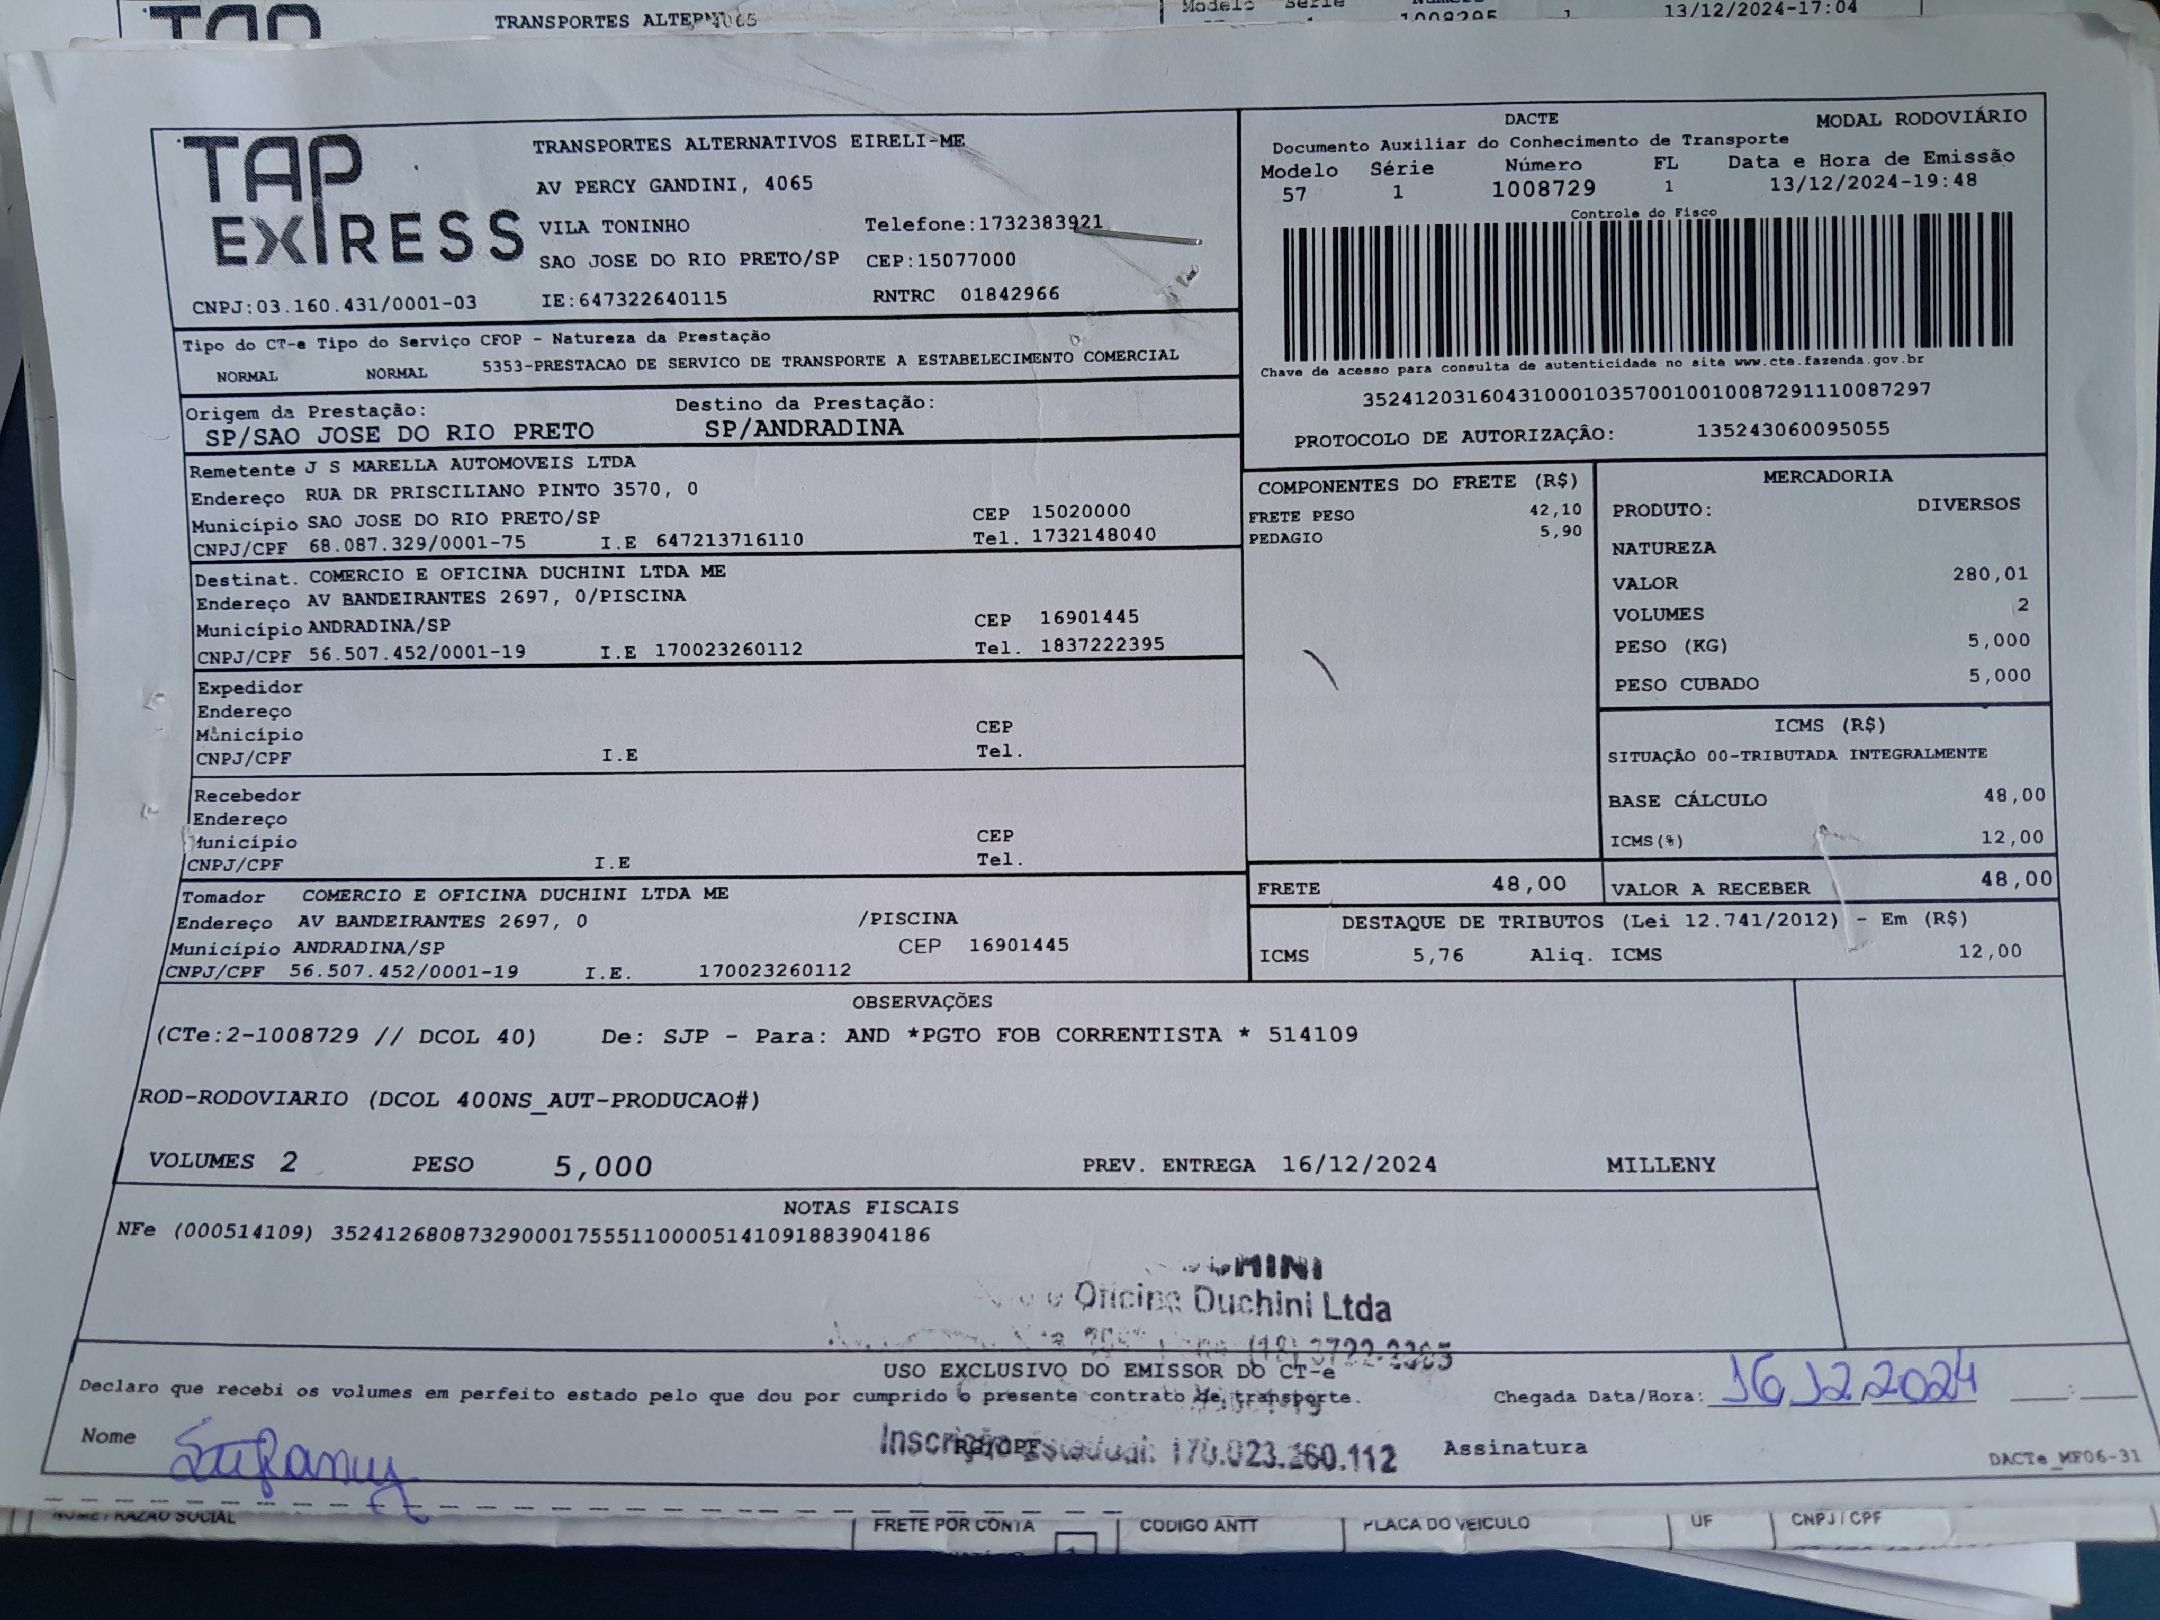 TRANSPORTES ALTERN
Modelo Série
1008295 1 13/12/2024-17:04
TAP EXPRESS
TRANSPORTES ALTERNATIVOS EIRELI-ME
AV PERCY GANDINI, 4065
VILA TONINHO Telefone:1732383921
SAO JOSE DO RIO PRETO/SP CEP:15077000
CNPJ:03.160.431/0001-03 IE:647322640115 RNTRC 01842966
DACTE MODAL RODOVIÁRIO
Documento Auxiliar do Conhecimento de Transporte
Modelo Série Número FL Data e Hora de Emissão
57 1 1008729 1 13/12/2024-19:48
Controle do Fisco
Chave de acesso para consulta de autenticidade no site www.cte.fazenda.gov.br
35241203160431000103570010010087291110087297
PROTOCOLO DE AUTORIZAÇÃO: 135243060095055
Tipo do CT-e Tipo do Serviço CFOP - Natureza da Prestação
NORMAL NORMAL 5353-PRESTACAO DE SERVICO DE TRANSPORTE A ESTABELECIMENTO COMERCIAL
Origem da Prestação: Destino da Prestação:
SP/SAO JOSE DO RIO PRETO SP/ANDRADINA
Remetente J S MARELLA AUTOMOVEIS LTDA
Endereço RUA DR PRISCILIANO PINTO 3570, 0
Município SAO JOSE DO RIO PRETO/SP CEP 15020000
CNPJ/CPF 68.087.329/0001-75 I.E 647213716110 Tel. 1732148040
Destinat. COMERCIO E OFICINA DUCHINI LTDA ME
Endereço AV BANDEIRANTES 2697, 0/PISCINA
Município ANDRADINA/SP CEP 16901445
CNPJ/CPF 56.507.452/0001-19 I.E 170023260112 Tel. 1837222395
Expedidor
Endereço
Município CEP
CNPJ/CPF I.E Tel.
Recebedor
Endereço
Município CEP
CNPJ/CPF I.E Tel.
Tomador COMERCIO E OFICINA DUCHINI LTDA ME
Endereço AV BANDEIRANTES 2697, 0 /PISCINA
Município ANDRADINA/SP CEP 16901445
CNPJ/CPF 56.507.452/0001-19 I.E. 170023260112
COMPONENTES DO FRETE (R$)
FRETE PESO 42,10
PEDAGIO 5,90
MERCADORIA
PRODUTO: DIVERSOS
NATUREZA
VALOR 280,01
VOLUMES 2
PESO (KG) 5,000
PESO CUBADO 5,000
ICMS (R$)
SITUAÇÃO 00-TRIBUTADA INTEGRALMENTE
BASE CÁLCULO 48,00
ICMS(%) 12,00
FRETE 48,00 VALOR A RECEBER 48,00
DESTAQUE DE TRIBUTOS (Lei 12.741/2012) - Em (R$)
ICMS 5,76 Aliq. ICMS 12,00
OBSERVAÇÕES
(CTe:2-1008729 // DCOL 40) De: SJP - Para: AND *PGTO FOB CORRENTISTA * 514109
ROD-RODOVIARIO (DCOL 400NS_AUT-PRODUCAO#)
VOLUMES 2 PESO 5,000 PREV. ENTREGA 16/12/2024 MILLENY
NOTAS FISCAIS
NFe (000514109) 35241268087329000175551100005141091883904186
Oficina Duchini Ltda
USO EXCLUSIVO DO EMISSOR DO CT-e
Declaro que recebi os volumes em perfeito estado pelo que dou por cumprido o presente contrato de transporte. Chegada Data/Hora: 16 12 2024
Nome RG/CPF Assinatura
Inscrição Estadual: 170.023.260.112
DACTe_MF06-31
NOME / RAZÃO SOCIAL FRETE POR CONTA CODIGO ANTT PLACA DO VEICULO UF CNPJ / CPF